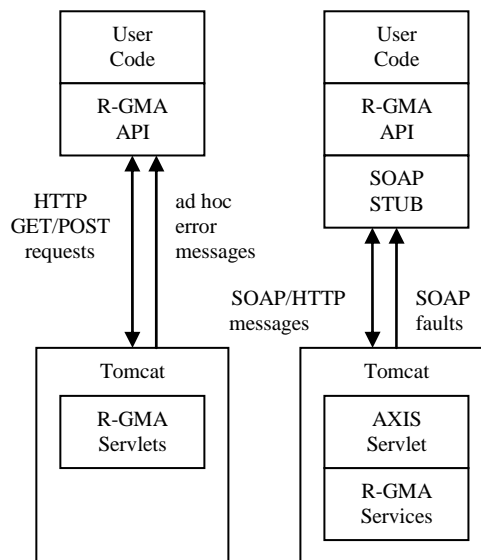 User
Code
R-GMA
API
HTTP
GET/POST
requests
ad hoc
error
messages
Tomcat
R-GMA
Servlets
User
Code
R-GMA
API
SOAP
STUB
SOAP/HTTP
messages
SOAP
faults
Tomcat
AXIS
Servlet
R-GMA
Services